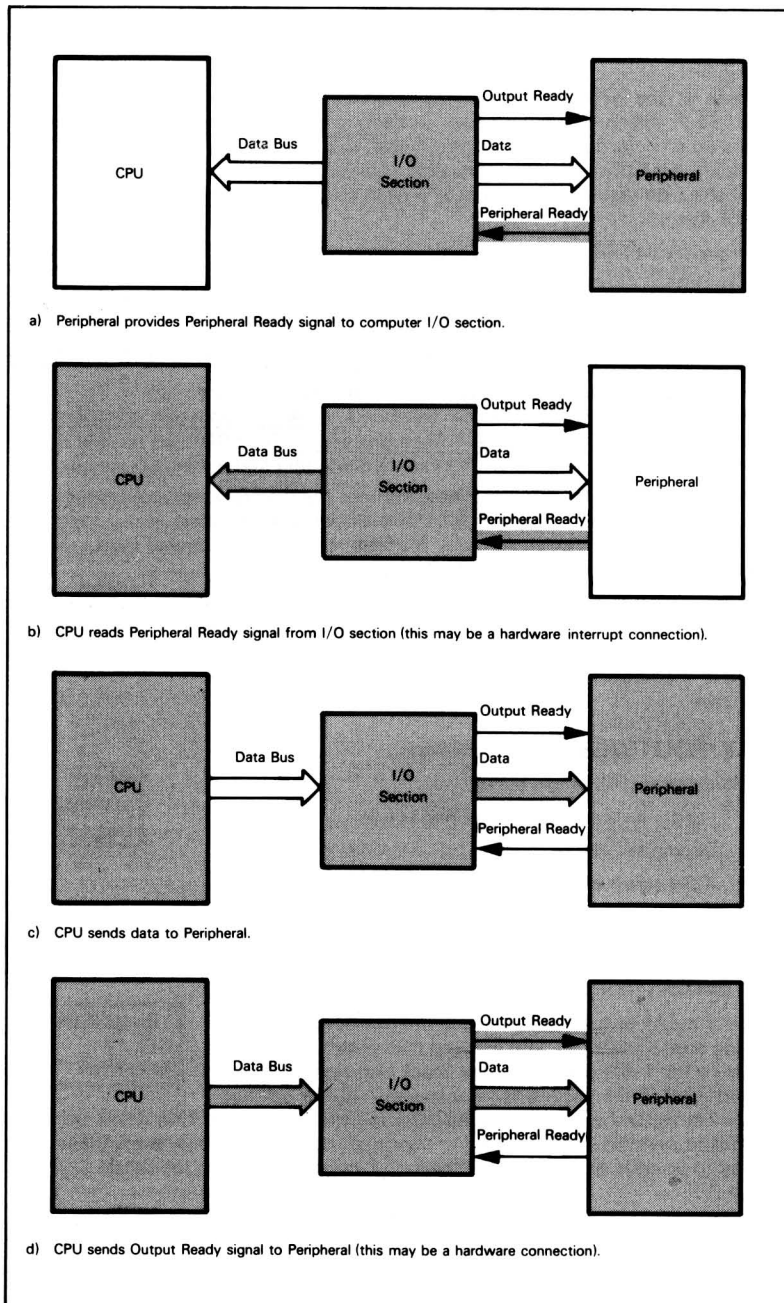 Output Ready
Data Bus
Data
CPU
I/O
Section
Peripheral
Peripheral Ready
a) Peripheral provides Peripheral Ready signal to computer I/O section.
Output Ready
Data Bus
Data
CPU
I/O
Section
Peripheral
Peripheral Ready
b) CPU reads Peripheral Ready signal from I/O section (this may be a hardware interrupt connection).
Output Ready
Data Bus
Data
CPU
I/O
Section
Peripheral
Peripheral Ready
c) CPU sends data to Peripheral.
Output Ready
Data Bus
Data
CPU
I/O
Section
Peripheral
Peripheral Ready
d) CPU sends Output Ready signal to Peripheral (this may be a hardware connection).